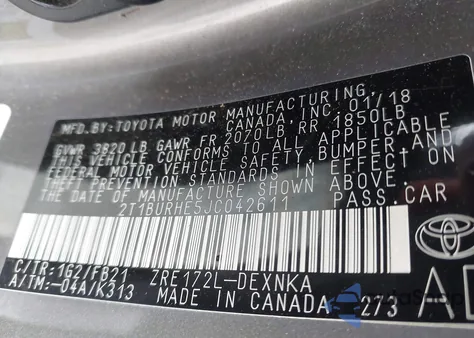 MFD.BY:TOYOTA MOTOR MANUFACTURING,
CANADA, INC. 01/18
GVWR 3820 LB GAWR FR 2020LB RR 1850LB
THIS VEHICLE CONFORMS TO ALL APPLICABLE
FEDERAL MOTOR VEHICLE SAFETY, BUMPER, AND
THEFT PREVENTION STANDARDS IN EFFECT ON
THE DATE OF MANUFACTURE SHOWN ABOVE.
2T1BURHE5JC042611 PASS.CAR
C/TR:1G2/FB21 ZRE172L-DEXNKA
A/TM:-04A/K313 MADE IN CANADA 273
TOYOTA